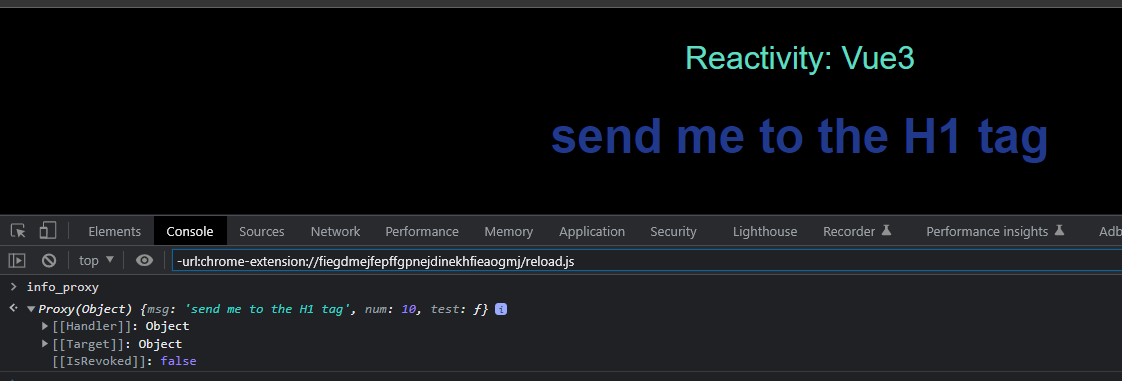 Reactivity: Vue3
send me to the H1 tag
Elements Console Sources Network Performance Memory Application Security Lighthouse Recorder Performance insights Adb
top -url:chrome-extension://fiegdmejfepffgpnejdinekhfieaogmj/reload.js
> info_proxy
Proxy(Object) {msg: 'send me to the H1 tag', num: 10, test: ƒ} i
[[Handler]]: Object
[[Target]]: Object
[[IsRevoked]]: false